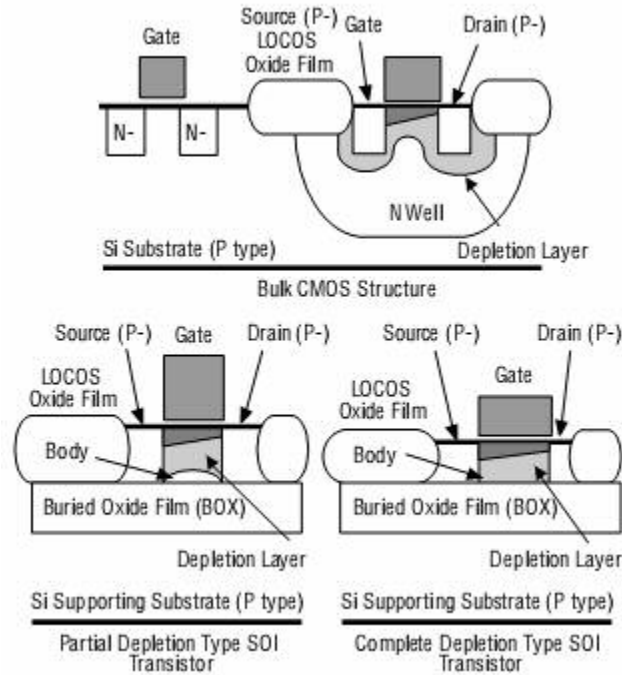 Source (P-)
Gate
LOCOS
Gate
Drain (P-)
Oxide Film
N-
N-
N Well
Si Substrate (P type)
Depletion Layer
Bulk CMOS Structure
Source (P-)
Gate
Drain (P-)
LOCOS
Oxide Film
Body
Buried Oxide Film (BOX)
Depletion Layer
Si Supporting Substrate (P type)
Partial Depletion Type SOI
Transistor
Source (P-)
Drain (P-)
Gate
LOCOS
Oxide Film
Body
Buried Oxide Film (BOX)
Depletion Layer
Si Supporting Substrate (P type)
Complete Depletion Type SOI
Transistor